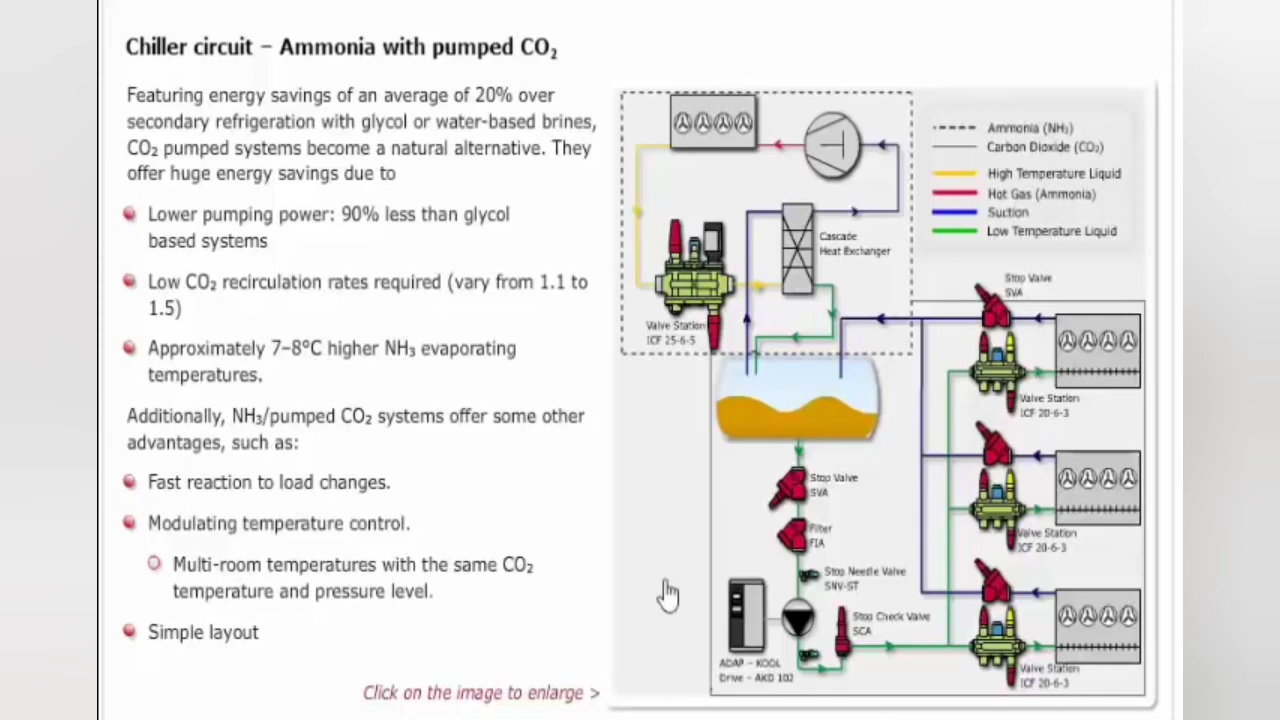 Chiller circuit – Ammonia with pumped CO₂
Featuring energy savings of an average of 20% over
secondary refrigeration with glycol or water-based brines,
CO₂ pumped systems become a natural alternative. They
offer huge energy savings due to
Lower pumping power: 90% less than glycol
based systems
Low CO₂ recirculation rates required (vary from 1.1 to
1.5)
Approximately 7–8°C higher NH₃ evaporating
temperatures.
Additionally, NH₃/pumped CO₂ systems offer some other
advantages, such as:
Fast reaction to load changes.
Modulating temperature control.
Multi-room temperatures with the same CO₂
temperature and pressure level.
Simple layout
Click on the image to enlarge >
Ammonia (NH₃)
Carbon Dioxide (CO₂)
High Temperature Liquid
Hot Gas (Ammonia)
Suction
Low Temperature Liquid
Cascade
Heat Exchanger
Valve Station
ICF 25-6-5
Stop Valve
SVA
Valve Station
ICF 20-6-3
Stop Valve
SVA
Filter
FIA
Valve Station
ICF 20-6-3
Stop Needle Valve
SNV-ST
Stop Check Valve
SCA
ADAP - KOOL
Drive - AKD 102
Valve Station
ICF 20-6-3